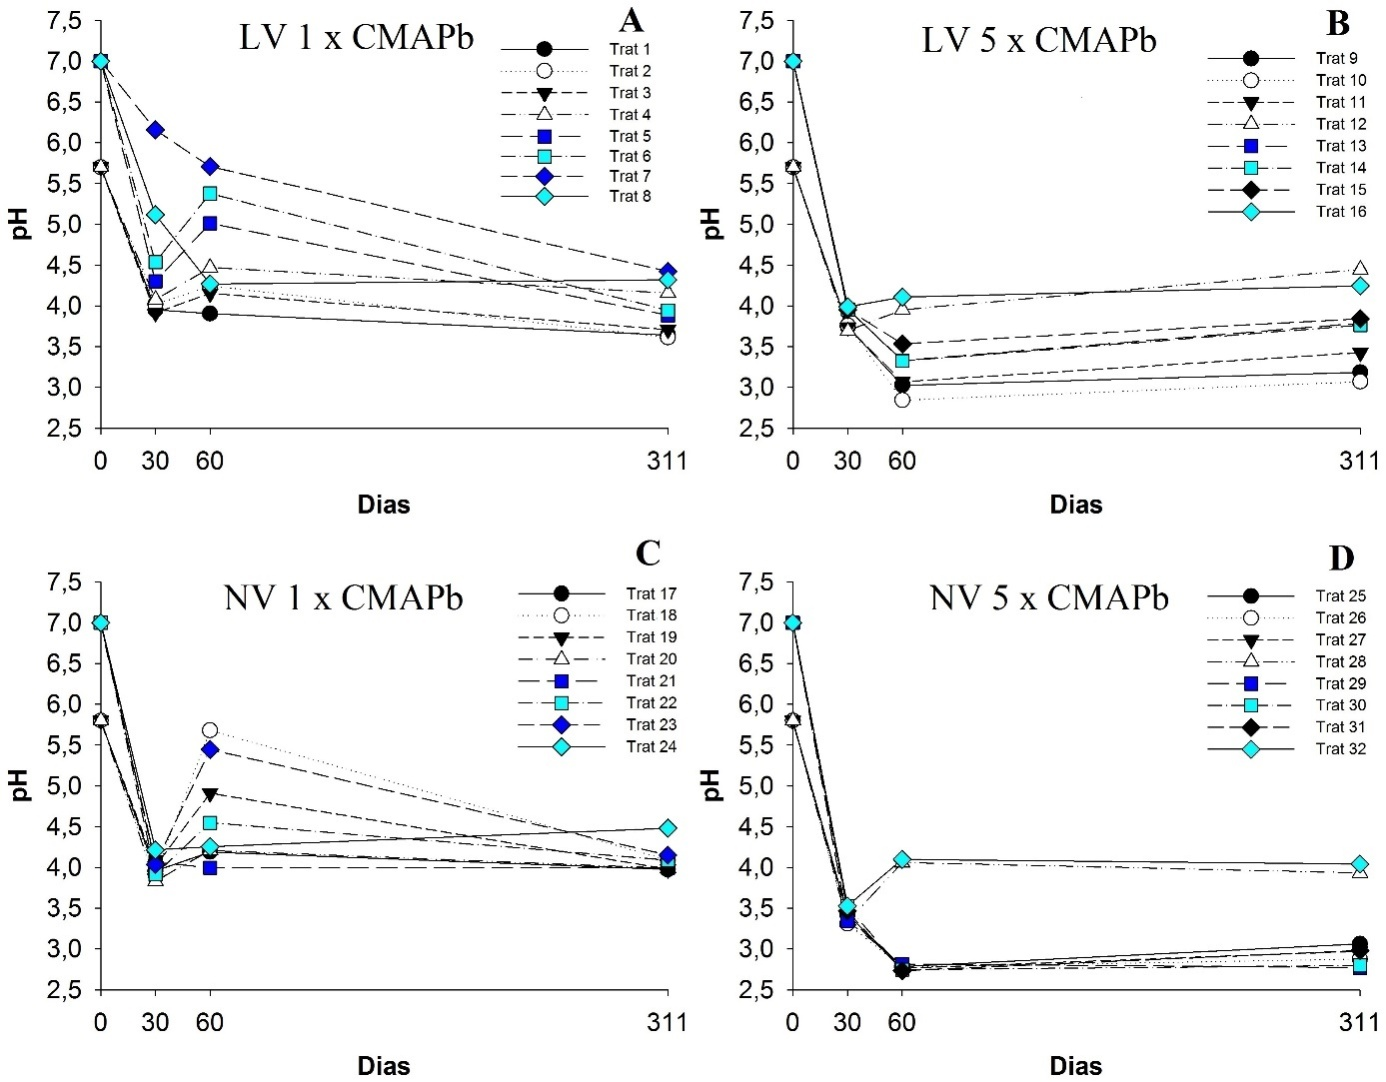 A
LV 1 x CMAPb
7,5
7,0
6,5
6,0
5,5
5,0
4,5
4,0
3,5
3,0
2,5
pH
0 30 60 311
Dias
Trat 1
Trat 2
Trat 3
Trat 4
Trat 5
Trat 6
Trat 7
Trat 8
B
LV 5 x CMAPb
7,5
7,0
6,5
6,0
5,5
5,0
4,5
4,0
3,5
3,0
2,5
pH
0 30 60 311
Dias
Trat 9
Trat 10
Trat 11
Trat 12
Trat 13
Trat 14
Trat 15
Trat 16
C
NV 1 x CMAPb
7,5
7,0
6,5
6,0
5,5
5,0
4,5
4,0
3,5
3,0
2,5
pH
0 30 60 311
Dias
Trat 17
Trat 18
Trat 19
Trat 20
Trat 21
Trat 22
Trat 23
Trat 24
D
NV 5 x CMAPb
7,5
7,0
6,5
6,0
5,5
5,0
4,5
4,0
3,5
3,0
2,5
pH
0 30 60 311
Dias
Trat 25
Trat 26
Trat 27
Trat 28
Trat 29
Trat 30
Trat 31
Trat 32